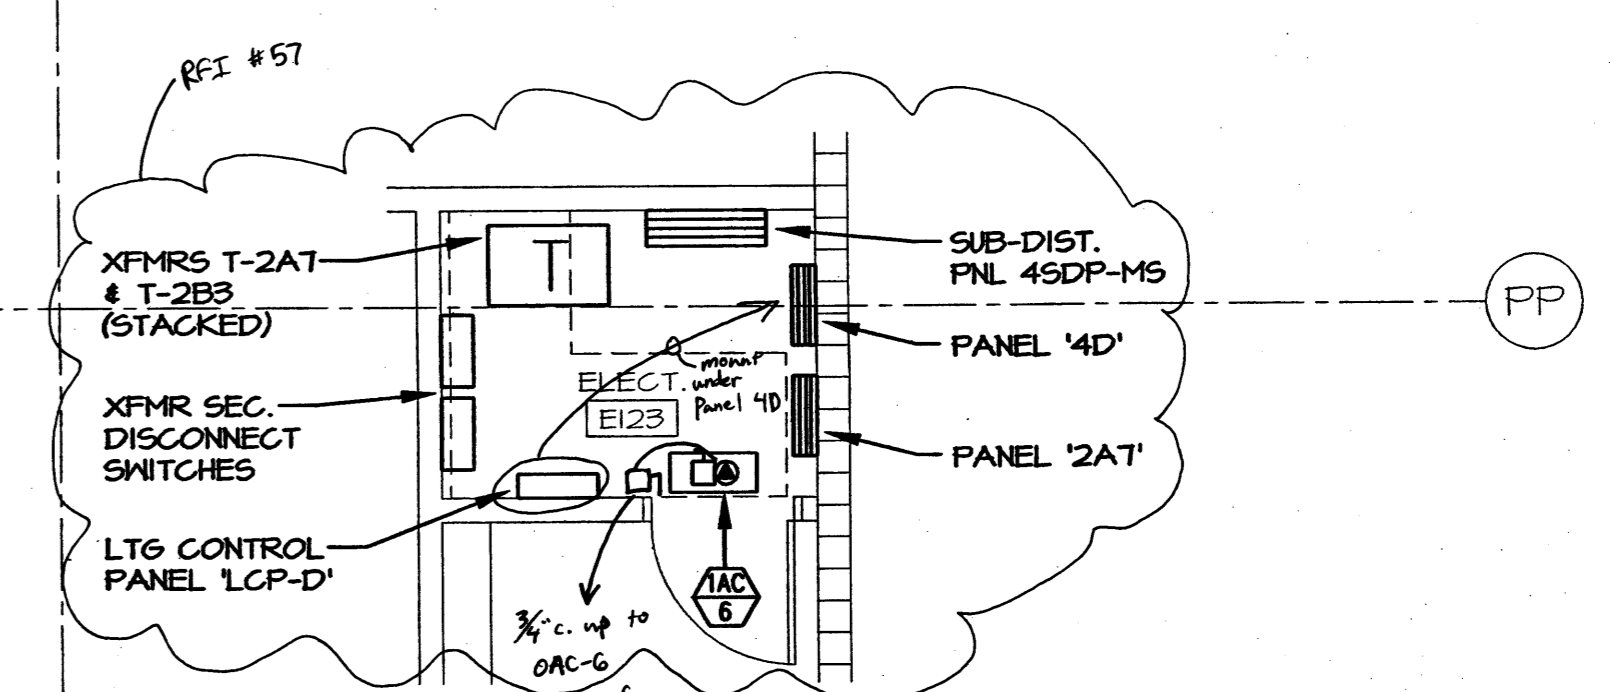 RFI #57
XFMRS T-2A7
& T-2B3
(STACKED)
XFMR SEC.
DISCONNECT
SWITCHES
LTG CONTROL
PANEL 'LCP-D'
T
ELECT.
E123
mount
under
Panel 4D
1AC
6
3/4" c. up to
OAC-6
SUB-DIST.
PNL 4SDP-MS
PANEL '4D'
PANEL '2A7'
PP